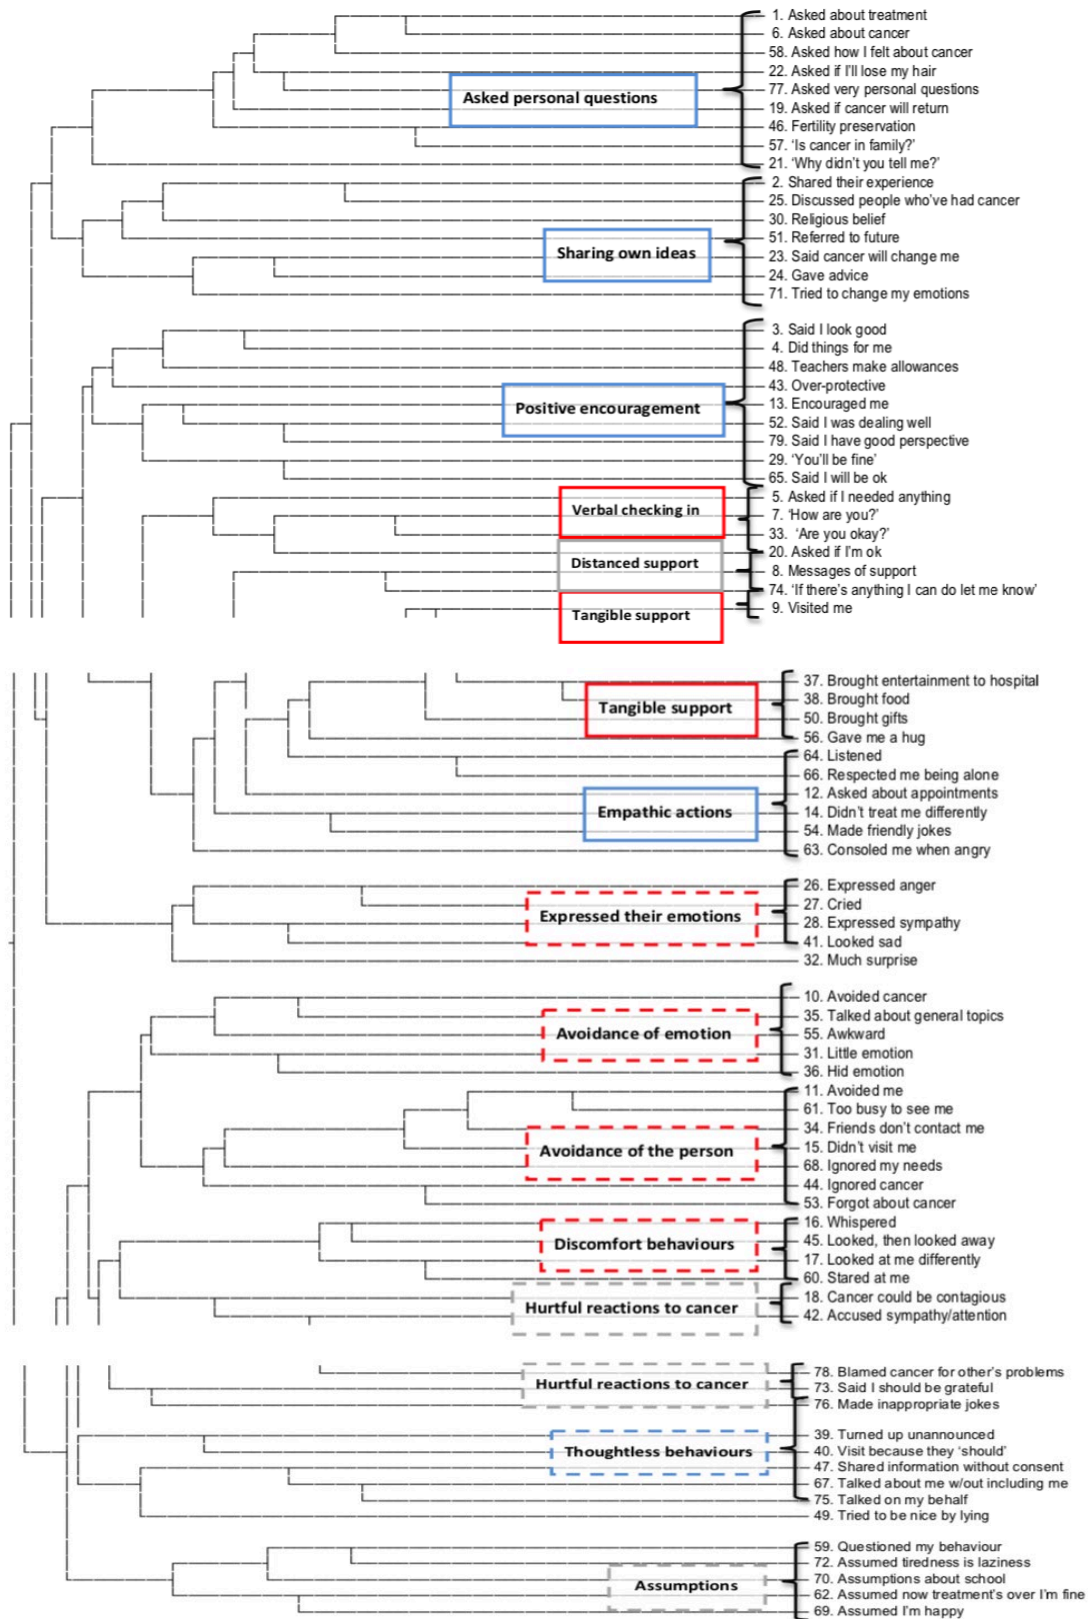 1. Asked about treatment
6. Asked about cancer
58. Asked how I felt about cancer
22. Asked if I'll lose my hair
77. Asked very personal questions
Asked personal questions
19. Asked if cancer will return
46. Fertility preservation
57. ‘Is cancer in family?’
21. ‘Why didn't you tell me?’
2. Shared their experience
25. Discussed people who've had cancer
30. Religious belief
51. Referred to future
Sharing own ideas
23. Said cancer will change me
24. Gave advice
71. Tried to change my emotions
3. Said I look good
4. Did things for me
48. Teachers make allowances
43. Over-protective
13. Encouraged me
Positive encouragement
52. Said I was dealing well
79. Said I have good perspective
29. ‘You'll be fine’
65. Said I will be ok
5. Asked if I needed anything
Verbal checking in
7. ‘How are you?’
33. ‘Are you okay?’
20. Asked if I'm ok
Distanced support
8. Messages of support
74. ‘If there's anything I can do let me know’
9. Visited me
Tangible support
37. Brought entertainment to hospital
38. Brought food
Tangible support
50. Brought gifts
56. Gave me a hug
64. Listened
66. Respected me being alone
12. Asked about appointments
Empathic actions
14. Didn't treat me differently
54. Made friendly jokes
63. Consoled me when angry
26. Expressed anger
27. Cried
Expressed their emotions
28. Expressed sympathy
41. Looked sad
32. Much surprise
10. Avoided cancer
35. Talked about general topics
Avoidance of emotion
55. Awkward
31. Little emotion
36. Hid emotion
11. Avoided me
61. Too busy to see me
34. Friends don't contact me
15. Didn't visit me
Avoidance of the person
68. Ignored my needs
44. Ignored cancer
53. Forgot about cancer
16. Whispered
45. Looked, then looked away
Discomfort behaviours
17. Looked at me differently
60. Stared at me
18. Cancer could be contagious
Hurtful reactions to cancer
42. Accused sympathy/attention
78. Blamed cancer for other's problems
Hurtful reactions to cancer
73. Said I should be grateful
76. Made inappropriate jokes
39. Turned up unannounced
Thoughtless behaviours
40. Visit because they ‘should’
47. Shared information without consent
67. Talked about me w/out including me
75. Talked on my behalf
49. Tried to be nice by lying
59. Questioned my behaviour
72. Assumed tiredness is laziness
70. Assumptions about school
Assumptions
62. Assumed now treatment's over I'm fine
69. Assumed I'm happy